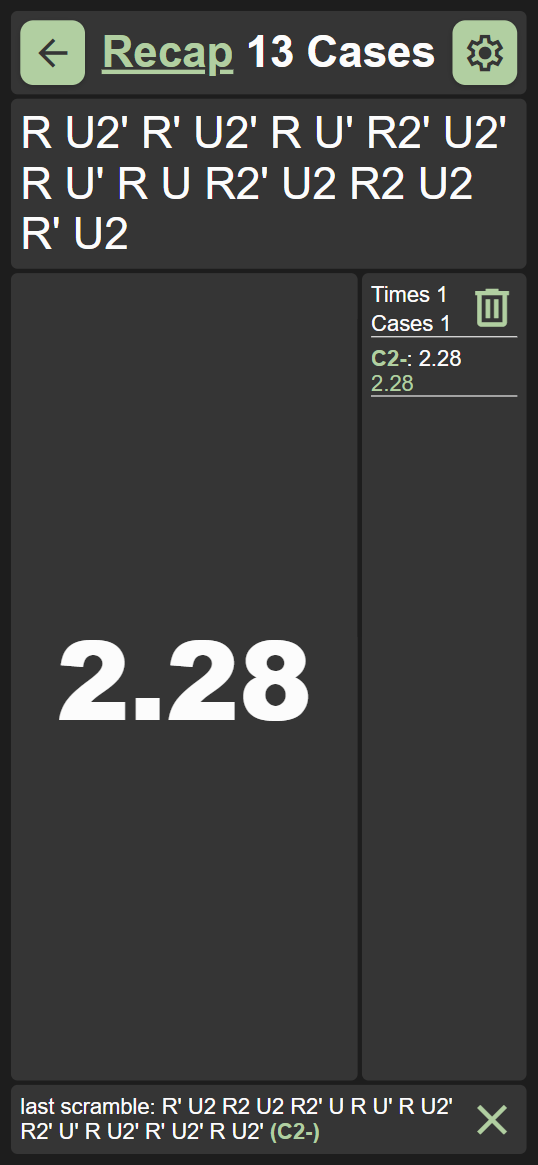 Recap 13 Cases
R U2' R' U2' R U' R2' U2'
R U' R U R2' U2 R2 U2
R' U2
Times 1
Cases 1
C2-: 2.28
2.28
2.28
last scramble: R' U2 R2 U2 R2' U R U' R U2'
R2' U' R U2' R' U2' R U2' (C2-)